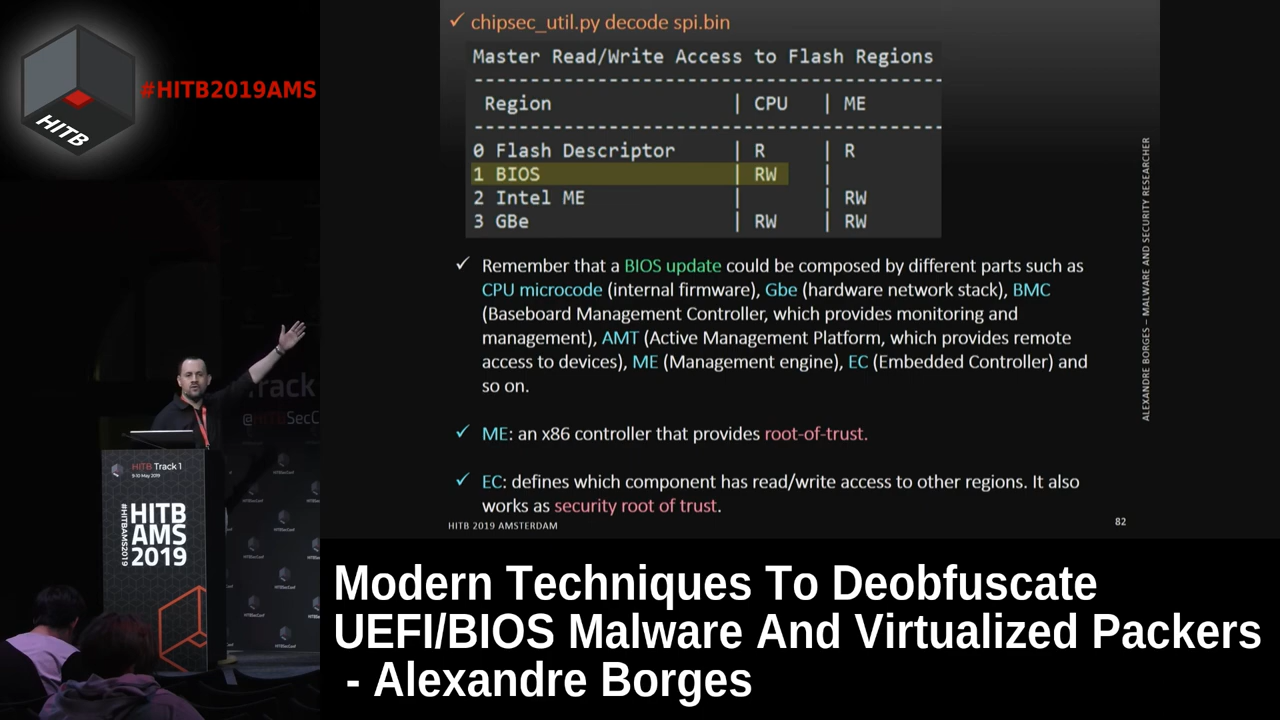 #HITB2019AMS
HITB
✓ chipsec_util.py decode spi.bin
Master Read/Write Access to Flash Regions
Region | CPU | ME
0 Flash Descriptor | R | R
1 BIOS | RW |
2 Intel ME | | RW
3 GBe | RW | RW
✓ Remember that a BIOS update could be composed by different parts such as
CPU microcode (internal firmware), Gbe (hardware network stack), BMC
(Baseboard Management Controller, which provides monitoring and
management), AMT (Active Management Platform, which provides remote
access to devices), ME (Management engine), EC (Embedded Controller) and
so on.
✓ ME: an x86 controller that provides root-of-trust.
✓ EC: defines which component has read/write access to other regions. It also
works as security root of trust.
HITB 2019 AMSTERDAM
82
ALEXANDRE BORGES – MALWARE AND SECURITY RESEARCHER
Track
@HITBSecC
HITB Track 1
9-10 May 2019
#HITBAMS2019
HITB
AMS
2019
Modern Techniques To Deobfuscate
UEFI/BIOS Malware And Virtualized Packers
- Alexandre Borges